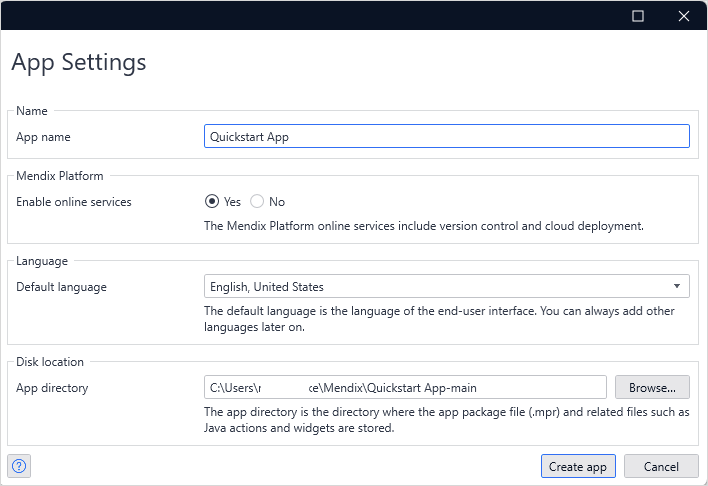 App Settings
Name
App name
Quickstart App
Mendix Platform
Enable online services
Yes
No
The Mendix Platform online services include version control and cloud deployment.
Language
Default language
English, United States
The default language is the language of the end-user interface. You can always add other
languages later on.
Disk location
App directory
C:\Users\ \Mendix\Quickstart App-main
Browse...
The app directory is the directory where the app package file (.mpr) and related files such as
Java actions and widgets are stored.
?
Create app
Cancel